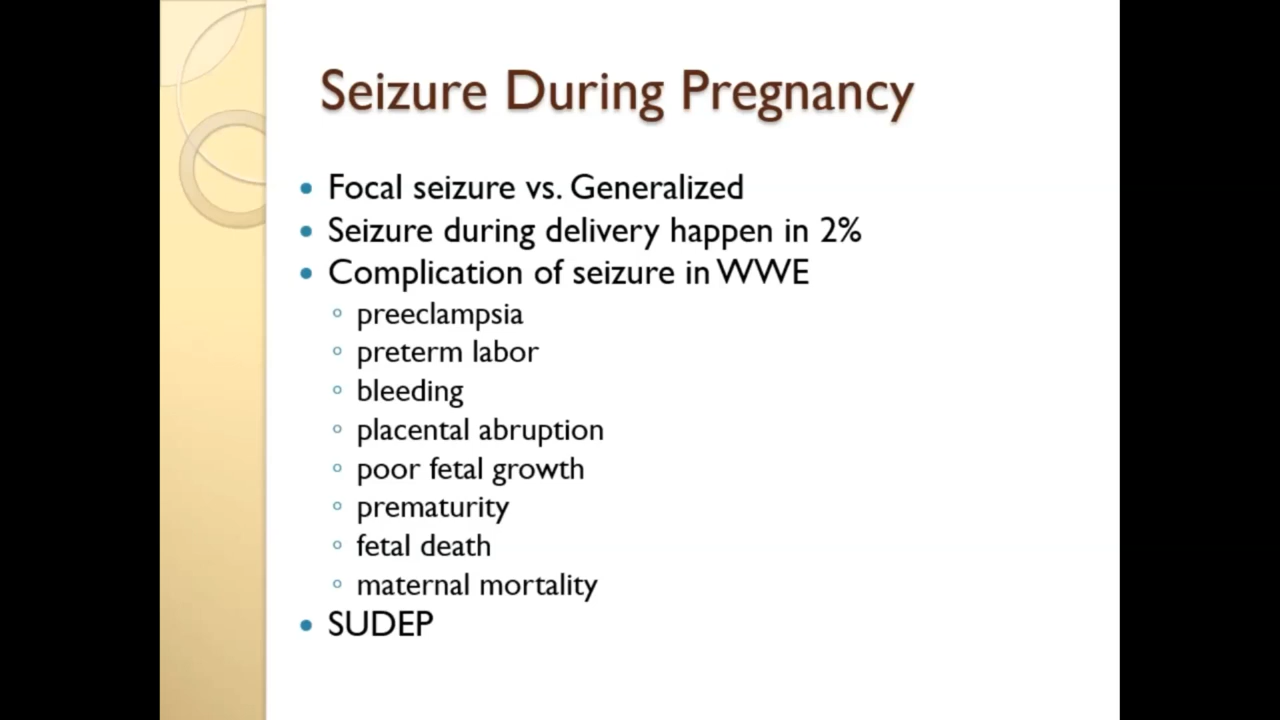 Seizure During Pregnancy
• Focal seizure vs. Generalized
• Seizure during delivery happen in 2%
• Complication of seizure in WWE
◦ preeclampsia
◦ preterm labor
◦ bleeding
◦ placental abruption
◦ poor fetal growth
◦ prematurity
◦ fetal death
◦ maternal mortality
• SUDEP